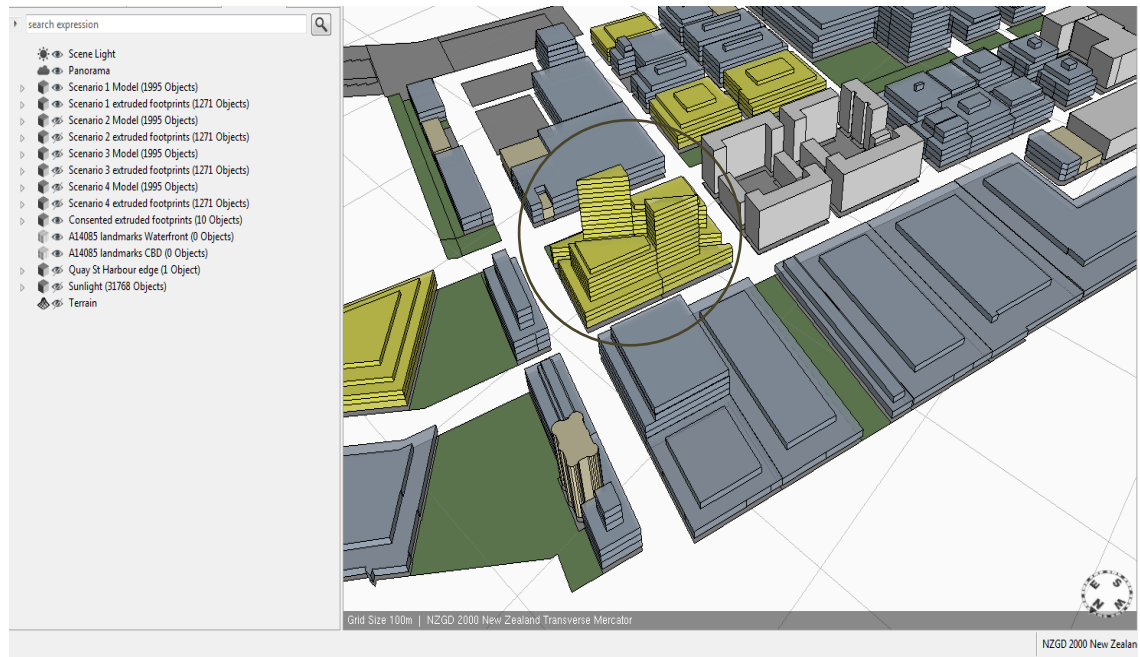 search expression
Scene Light
Panorama
Scenario 1 Model (1995 Objects)
Scenario 1 extruded footprints (1271 Objects)
Scenario 2 Model (1995 Objects)
Scenario 2 extruded footprints (1271 Objects)
Scenario 3 Model (1995 Objects)
Scenario 3 extruded footprints (1271 Objects)
Scenario 4 Model (1995 Objects)
Scenario 4 extruded footprints (1271 Objects)
Consented extruded footprints (10 Objects)
A14085 landmarks Waterfront (0 Objects)
A14085 landmarks CBD (0 Objects)
Quay St Harbour edge (1 Object)
Sunlight (31768 Objects)
Terrain
E S
N W
Grid Size 100m | NZGD 2000 New Zealand Transverse Mercator
NZGD 2000 New Zealan